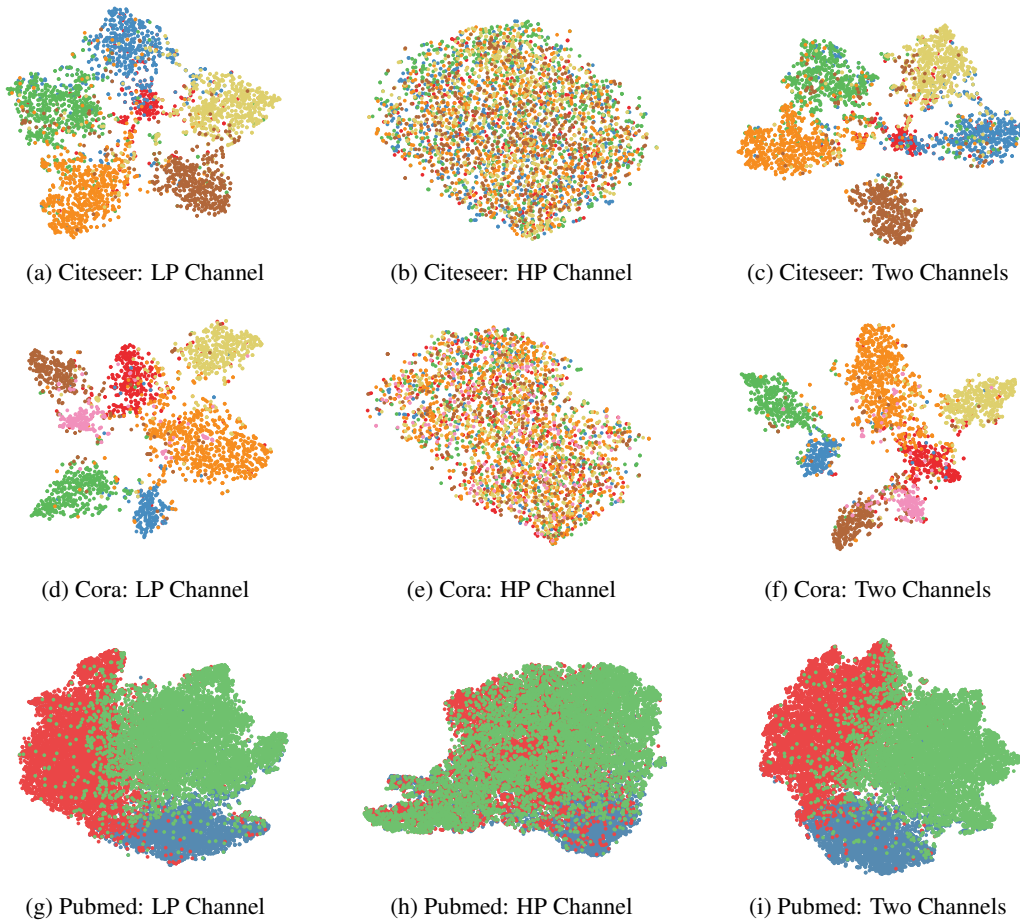 (a) Citeseer: LP Channel
(b) Citeseer: HP Channel
(c) Citeseer: Two Channels
(d) Cora: LP Channel
(e) Cora: HP Channel
(f) Cora: Two Channels
(g) Pubmed: LP Channel
(h) Pubmed: HP Channel
(i) Pubmed: Two Channels